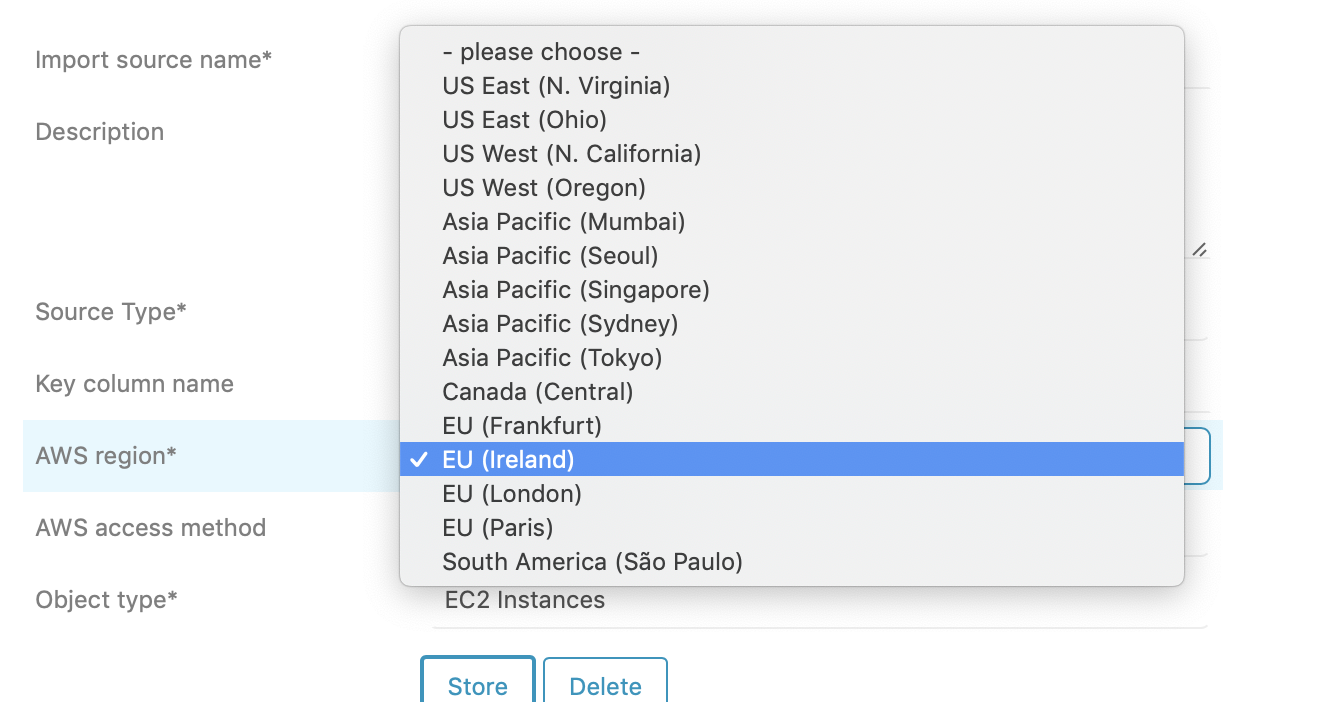 Import source name*
Description
Source Type*
Key column name
AWS region*
AWS access method
Object type*
- please choose -
US East (N. Virginia)
US East (Ohio)
US West (N. California)
US West (Oregon)
Asia Pacific (Mumbai)
Asia Pacific (Seoul)
Asia Pacific (Singapore)
Asia Pacific (Sydney)
Asia Pacific (Tokyo)
Canada (Central)
EU (Frankfurt)
EU (Ireland)
EU (London)
EU (Paris)
South America (São Paulo)
EC2 Instances
Store
Delete